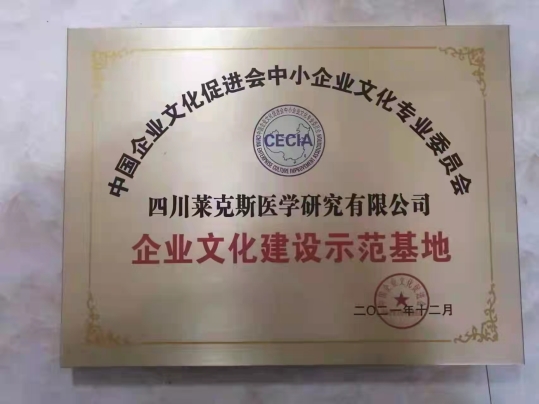 中国企业文化促进会中小企业文化专业委员会
CECIA
四川莱克斯医学研究有限公司
企业文化建设示范基地
二〇二一年十二月